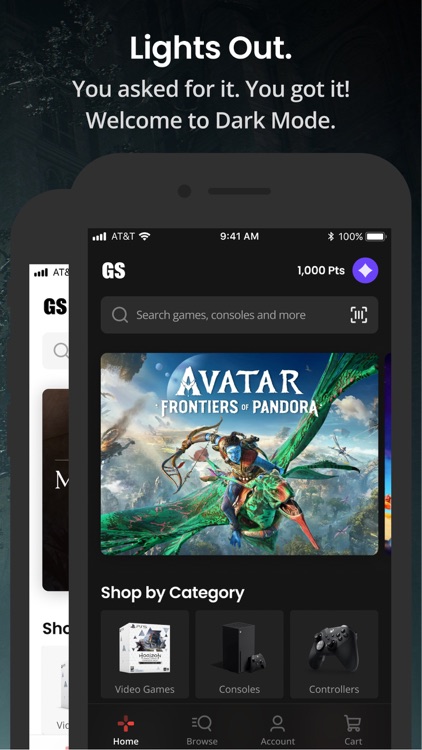 Lights Out.
You asked for it. You got it!
Welcome to Dark Mode.
AT&T
9:41 AM
100%
GS
1,000 Pts
Search games, consoles and more
AVATAR
FRONTIERS OF PANDORA
Shop by Category
PS5
HORIZON
Video Games
Consoles
Controllers
Home
Browse
Account
Cart
AT&
GS
M
Sho
Vid